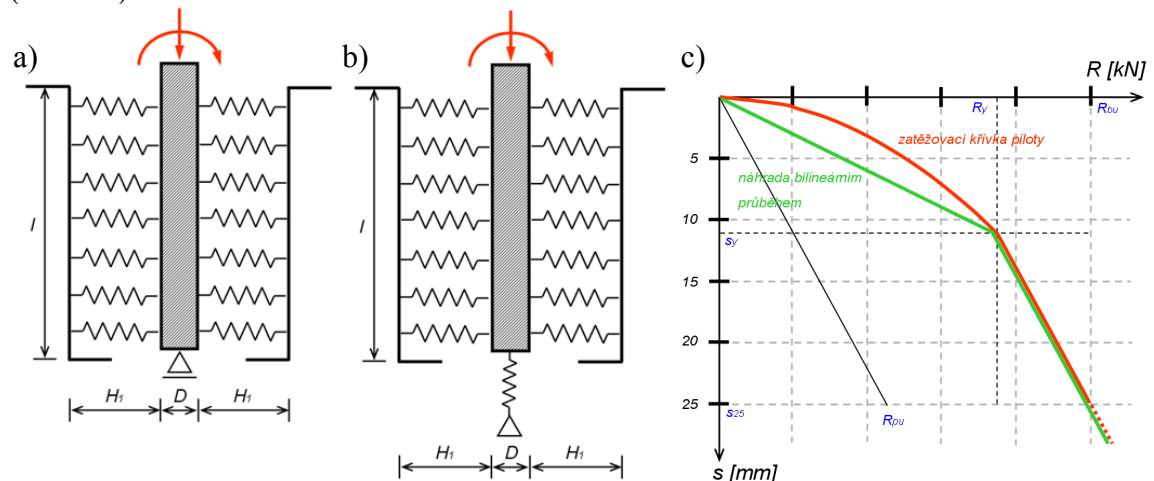 a)
l
H₁ D H₁
b)
l
H₁ D H₁
c)
R [kN]
Ry
Rbu
zatěžovací křivka piloty
5
náhrada bilineárním
průběhem
10
sy
15
20
25
s25
Rpu
s [mm]